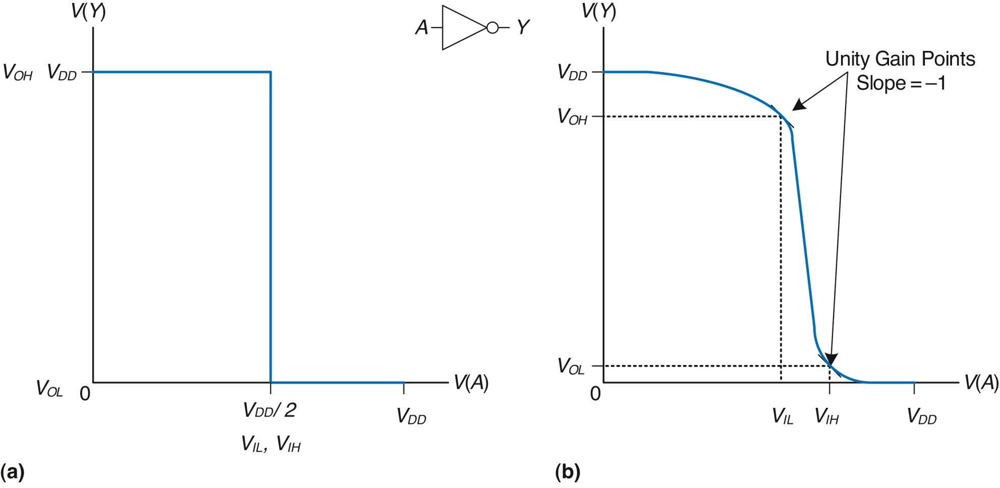 V(Y)
A Y
VOH VDD
VOL 0
V(A)
VDD/ 2
VDD
VIL, VIH
(a)
V(Y)
Unity Gain Points
Slope = –1
VDD
VOH
VOL
0
V(A)
VIL VIH VDD
(b)